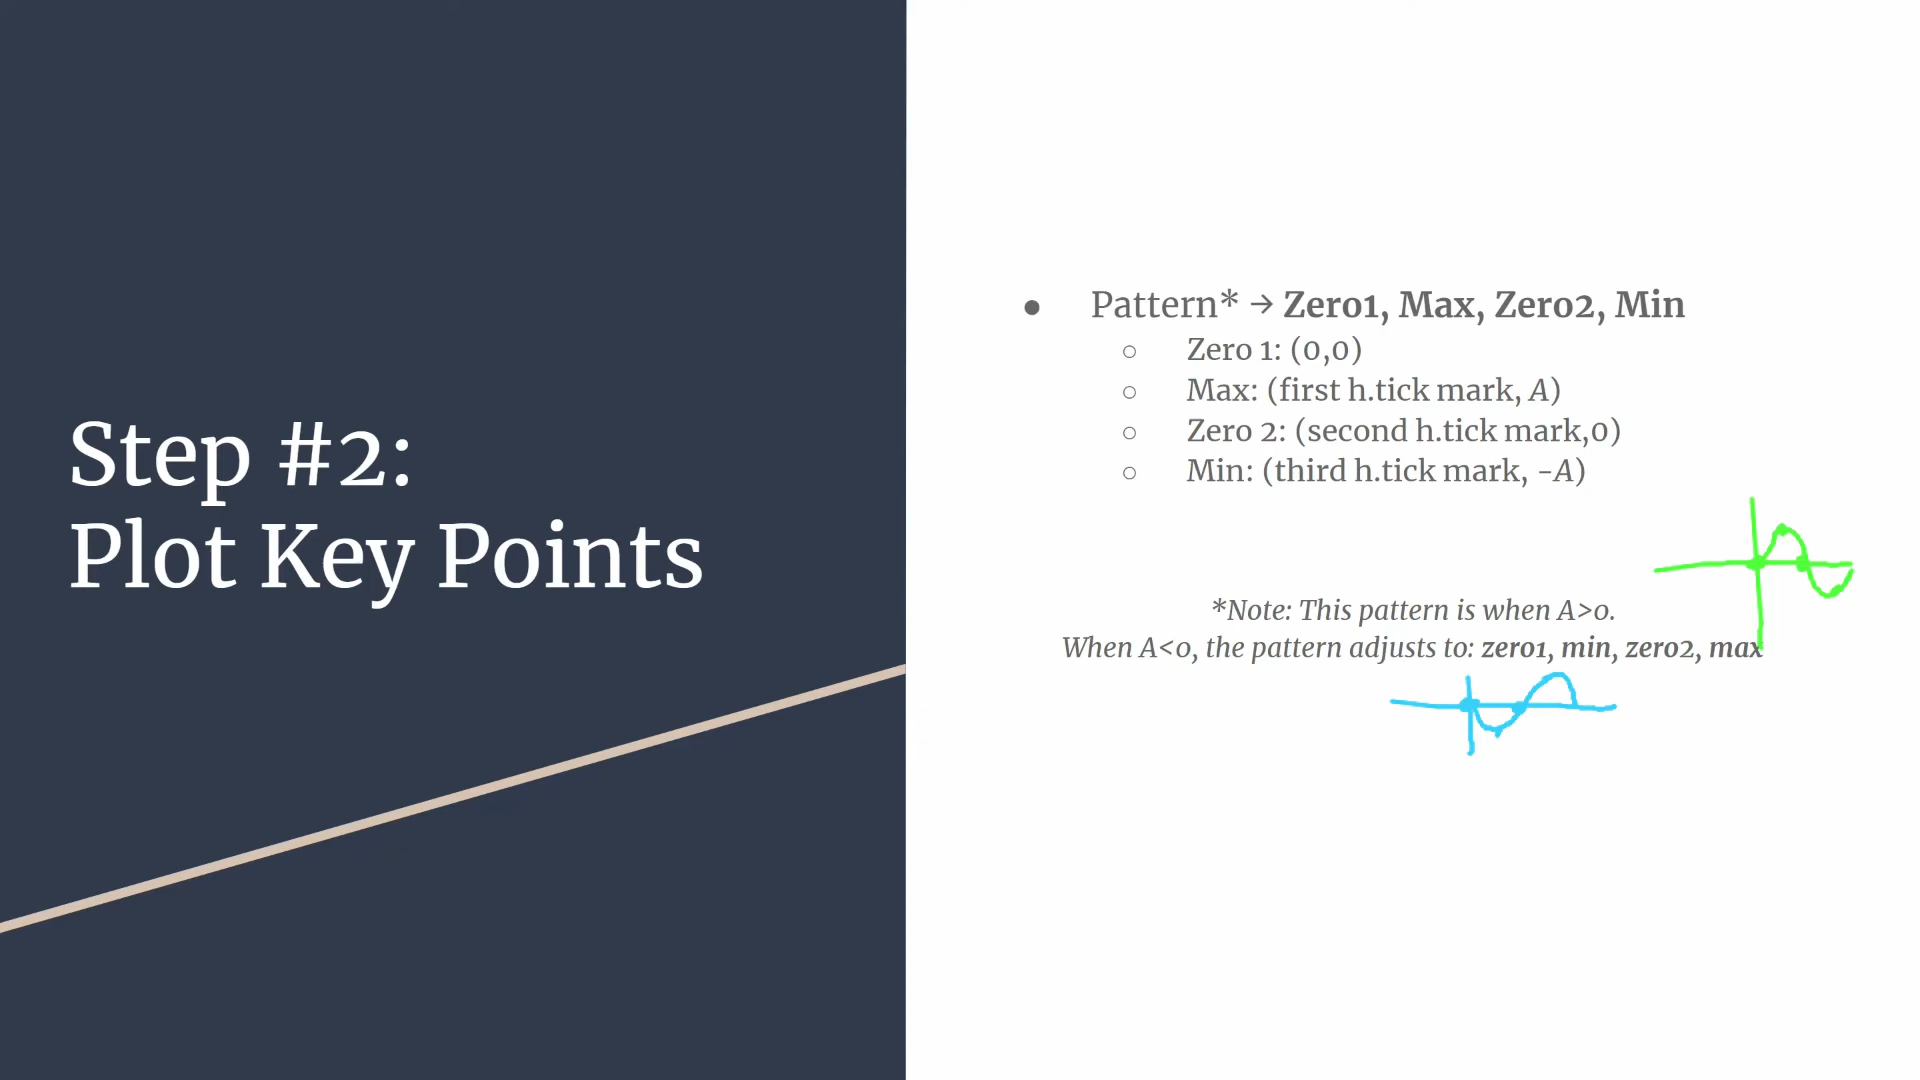 Step #2:
Plot Key Points
● Pattern* → Zero1, Max, Zero2, Min
○ Zero 1: (0,0)
○ Max: (first h.tick mark, A)
○ Zero 2: (second h.tick mark,0)
○ Min: (third h.tick mark, -A)
*Note: This pattern is when A>0.
When A<0, the pattern adjusts to: zero1, min, zero2, max